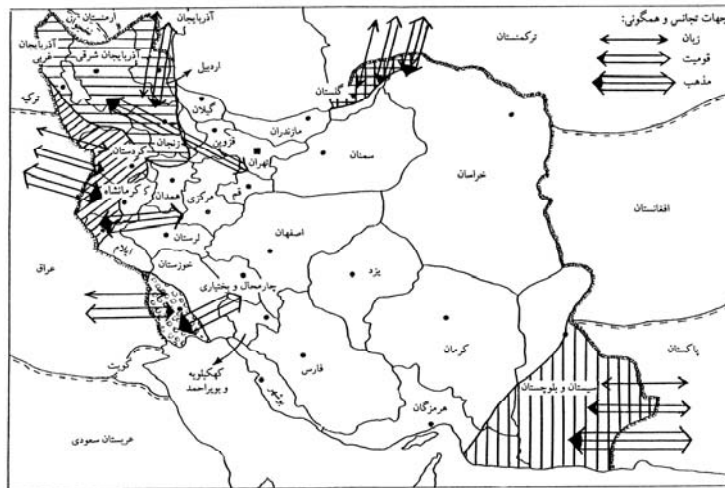 جهات تجانس و همگونی:
زبان
قومیت
مذهب
ترکمنستان
ارمنستان
نخجوان
آذربایجان
آذربایجان غربی
آذربایجان شرقی
اردبیل
ترکیه
گیلان
گلستان
مازندران
زنجان
قزوین
تهران
سمنان
خراسان
کردستان
کرمانشاه
همدان
مرکزی
قم
افغانستان
اصفهان
لرستان
ایلام
عراق
خوزستان
یزد
چهارمحال و بختیاری
کویت
کهکیلویه
و بویراحمد
فارس
کرمان
پاکستان
سیستان و بلوچستان
بوشهر
هرمزگان
عربستان سعودی